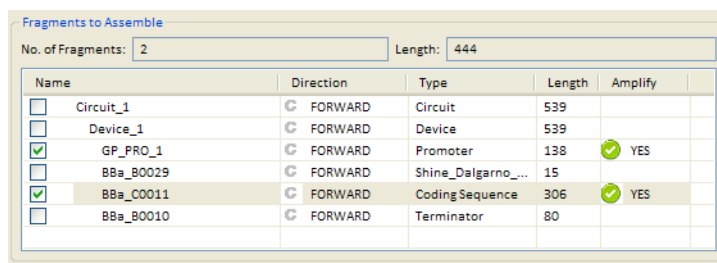 Fragments to Assemble
No. of Fragments: 2 Length: 444
Name Direction Type Length Amplify
Circuit_1 C FORWARD Circuit 539
Device_1 C FORWARD Device 539
GP_PRO_1 C FORWARD Promoter 138 YES
BBa_B0029 C FORWARD Shine_Dalgarno_... 15
BBa_C0011 C FORWARD Coding Sequence 306 YES
BBa_B0010 C FORWARD Terminator 80